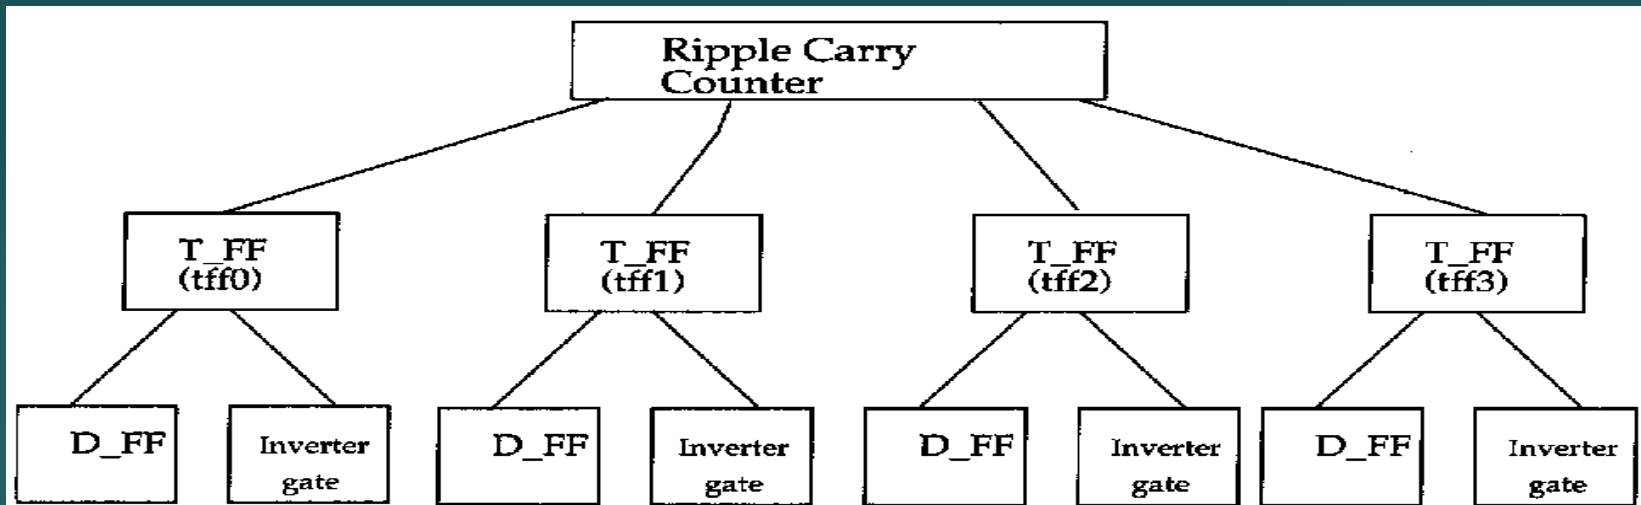 Ripple Carry
Counter
T_FF
(tff0)
T_FF
(tff1)
T_FF
(tff2)
T_FF
(tff3)
D_FF
Inverter
gate
D_FF
Inverter
gate
D_FF
Inverter
gate
D_FF
Inverter
gate